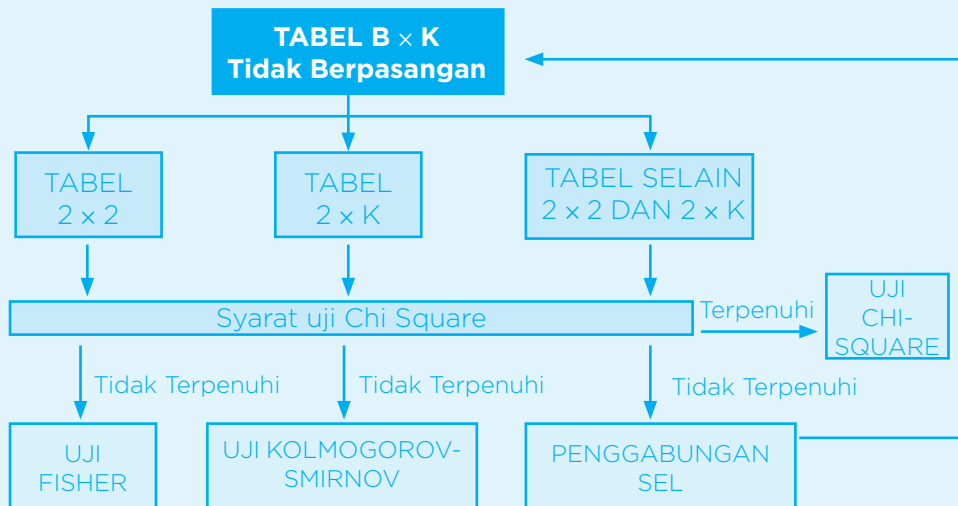 TABEL B × K
Tidak Berpasangan
TABEL
2 x 2
TABEL
2 x K
TABEL SELAIN
2 x 2 DAN 2 x K
Syarat uji Chi Square
Terpenuhi
UJI
CHI-
SQUARE
Tidak Terpenuhi
Tidak Terpenuhi
Tidak Terpenuhi
UJI
FISHER
UJI KOLMOGOROV-
SMIRNOV
PENGGABUNGAN
SEL